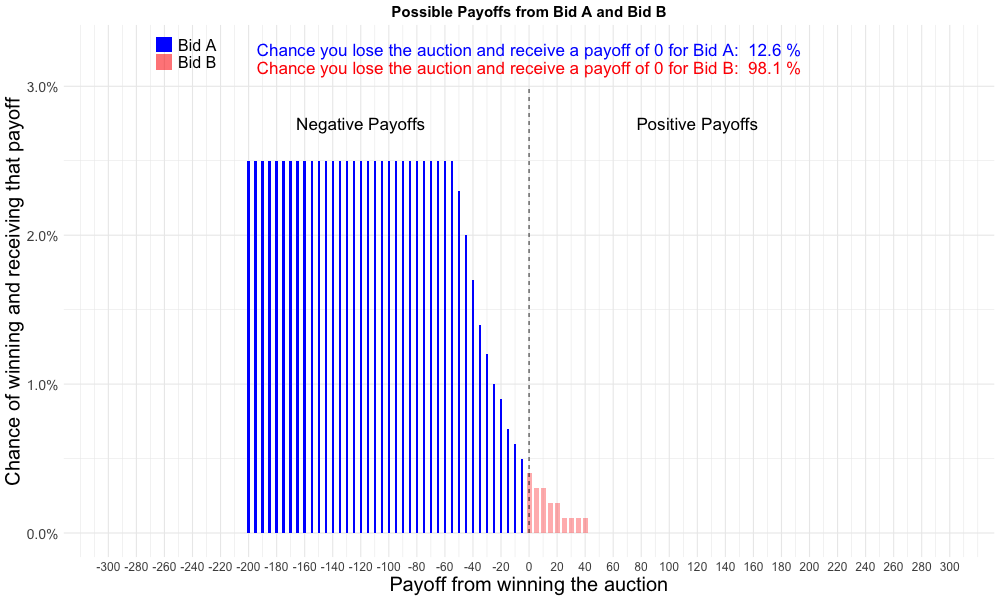 Possible Payoffs from Bid A and Bid B
Bid A
Bid B
Chance you lose the auction and receive a payoff of 0 for Bid A:  12.6 %
Chance you lose the auction and receive a payoff of 0 for Bid B:  98.1 %
Negative Payoffs
Positive Payoffs
Chance of winning and receiving that payoff
3.0%
2.0%
1.0%
0.0%
-300 -280 -260 -240 -220 -200 -180 -160 -140 -120 -100 -80 -60 -40 -20 0 20 40 60 80 100 120 140 160 180 200 220 240 260 280 300
Payoff from winning the auction